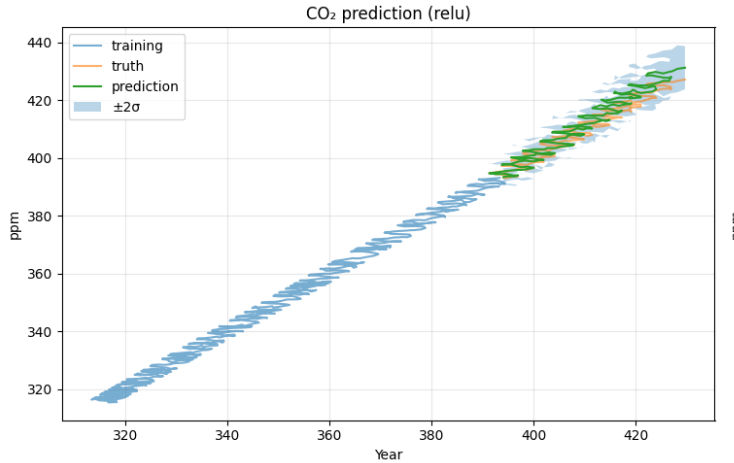 CO₂ prediction (relu)
training
truth
prediction
±2σ
440
420
400
380
360
340
320
ppm
ppm
320
340
360
380
400
420
Year